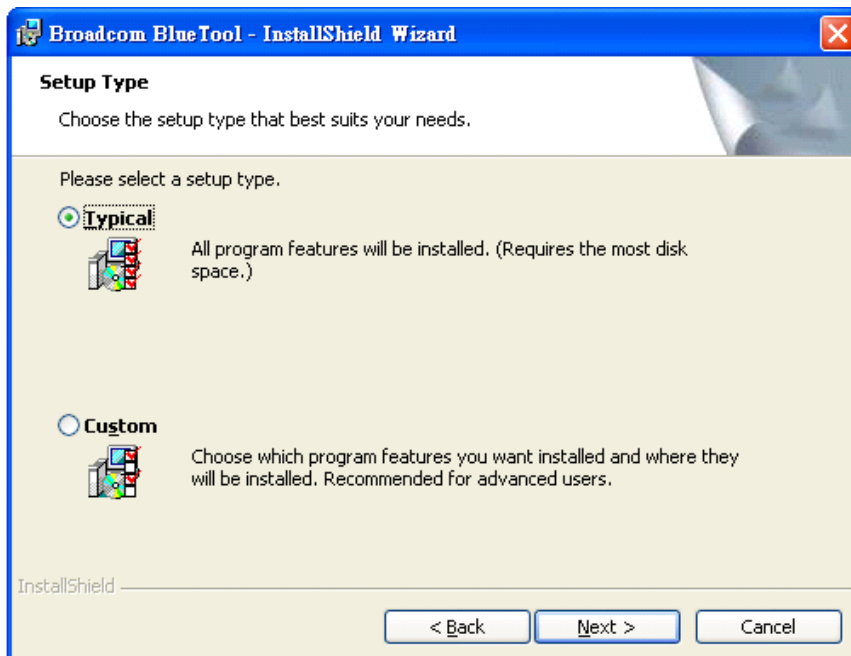 Broadcom BlueTool - InstallShield Wizard
Setup Type
Choose the setup type that best suits your needs.
Please select a setup type.
Typical
All program features will be installed. (Requires the most disk
space.)
Custom
Choose which program features you want installed and where they
will be installed. Recommended for advanced users.
InstallShield
< Back
Next >
Cancel